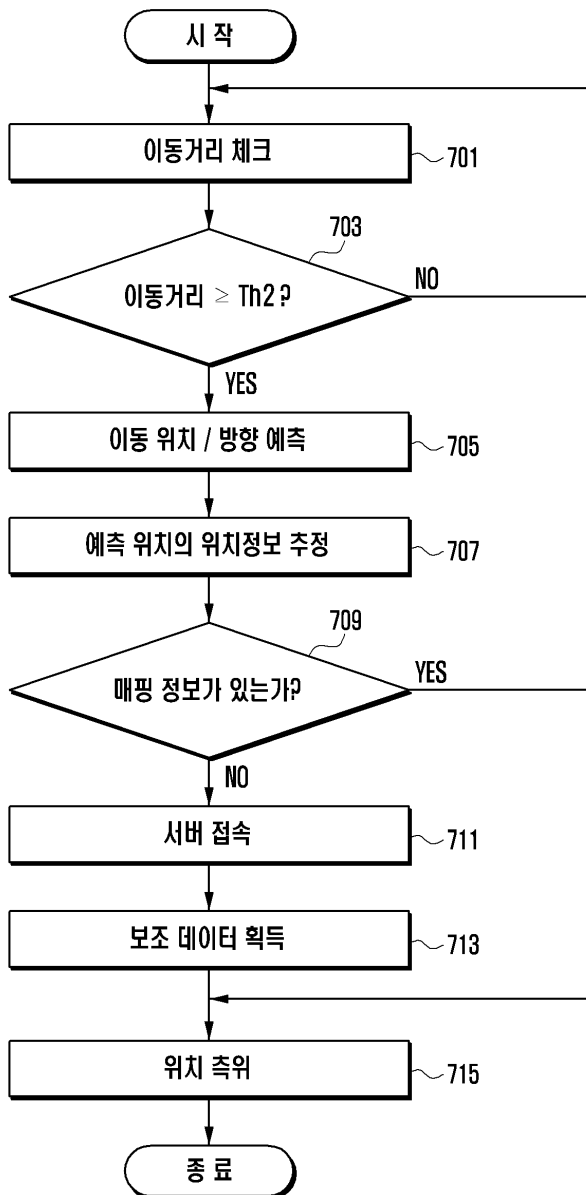 시 작
이동거리 체크
701
703
이동거리 ≥ Th2 ?
NO
YES
이동 위치 / 방향 예측
705
예측 위치의 위치정보 추정
707
709
매핑 정보가 있는가?
YES
NO
서버 접속
711
보조 데이터 획득
713
위치 측위
715
종 료